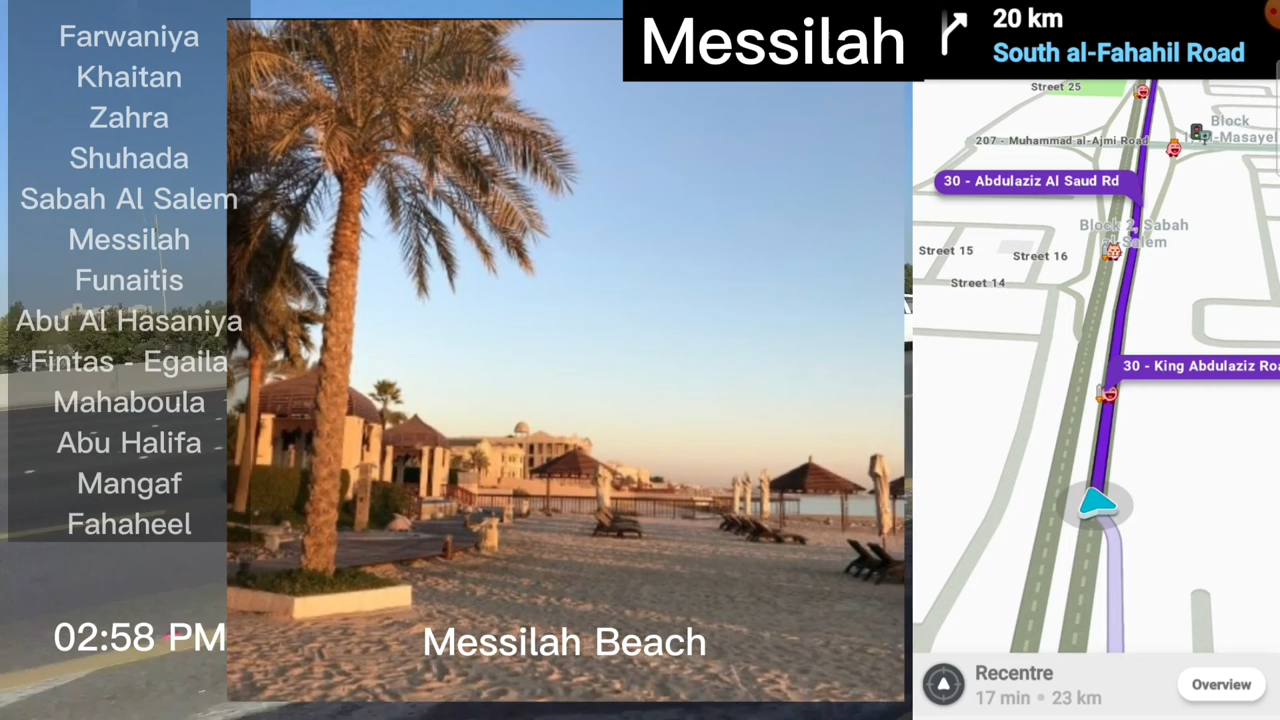 Farwaniya
Khaitan
Zahra
Shuhada
Sabah Al Salem
Messilah
Funaitis
Abu Al Hasaniya
Fintas - Egaila
Mahaboula
Abu Halifa
Mangaf
Fahaheel
02:58 PM
Messilah
Messilah Beach
20 km
South al-Fahahil Road
Street 25
Block
207 - Muhammad al-Ajmi Road
30 - Abdulaziz Al Saud Rd
Block 2, Sabah
al Salem
Street 15
Street 16
Street 14
30 - King Abdulaziz Roa
Recentre
17 min • 23 km
Overview